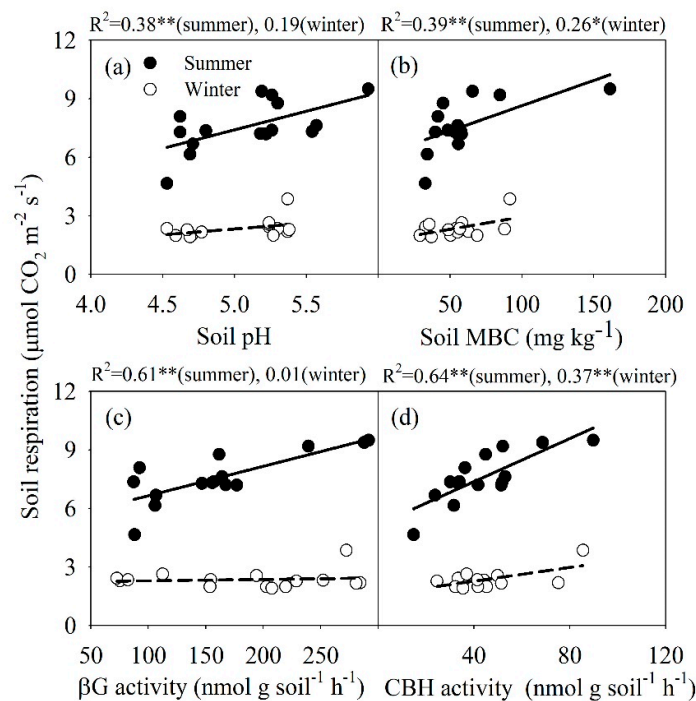 R²=0.38**(summer), 0.19(winter) R²=0.39**(summer), 0.26*(winter)
12
(a) (b)
Summer
Winter
9
6
3
0
4.0 4.5 5.0 5.5 50 100 150 200
Soil pH Soil MBC (mg kg⁻¹)
Soil respiration (μmol CO₂ m⁻² s⁻¹)
R²=0.61**(summer), 0.01(winter) R²=0.64**(summer), 0.37**(winter)
12
(c) (d)
9
6
3
0
50 100 150 200 250 40 80 120
βG activity (nmol g soil⁻¹ h⁻¹) CBH activity (nmol g soil⁻¹ h⁻¹)